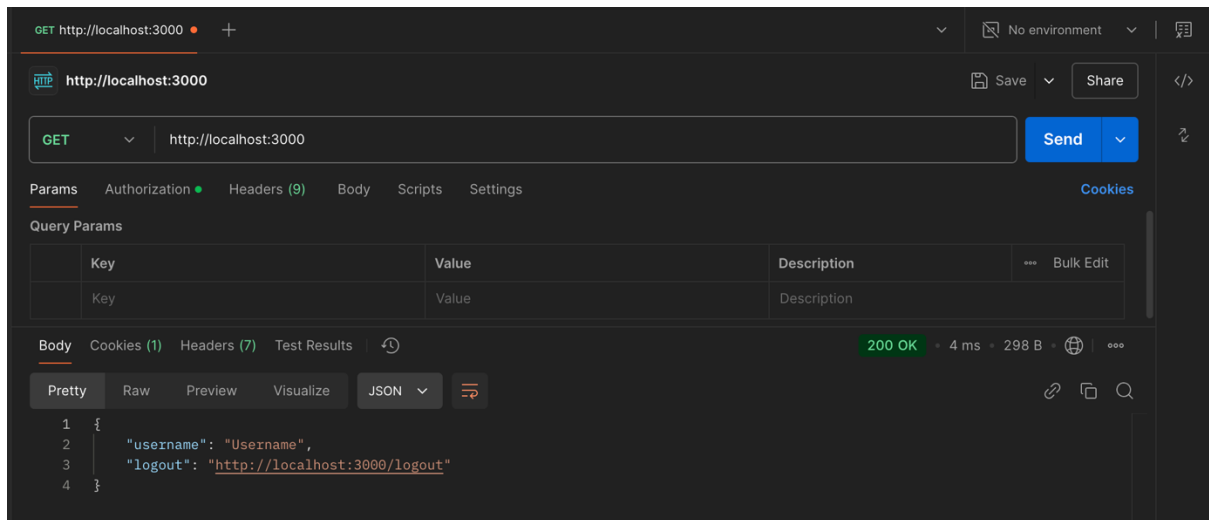 GET http://localhost:3000
No environment
HTTP http://localhost:3000
Save
Share
GET http://localhost:3000
Send
Params Authorization Headers (9) Body Scripts Settings
Cookies
Query Params
Key Value Description Bulk Edit
Key Value Description
Body Cookies (1) Headers (7) Test Results
200 OK • 4 ms • 298 B
Pretty Raw Preview Visualize JSON
1 {
2 "username": "Username",
3 "logout": "http://localhost:3000/logout"
4 }